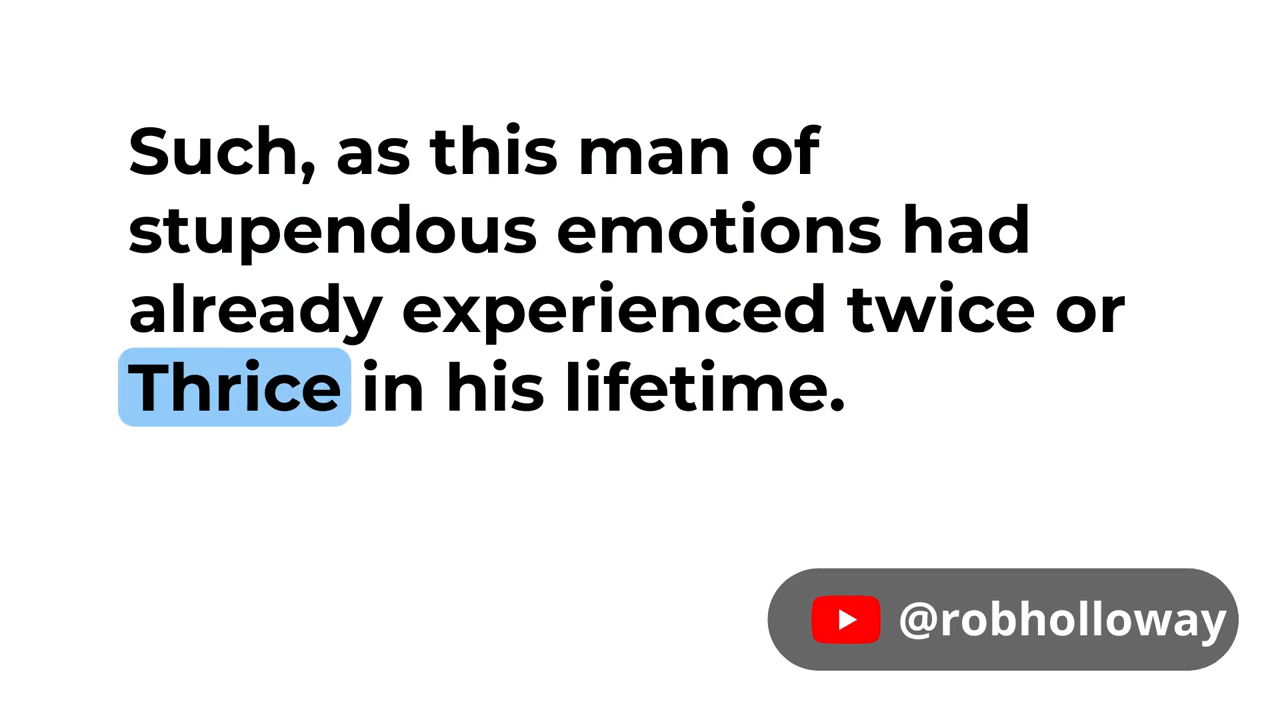 Such, as this man of
stupendous emotions had
already experienced twice or
Thrice in his lifetime.
@robholloway